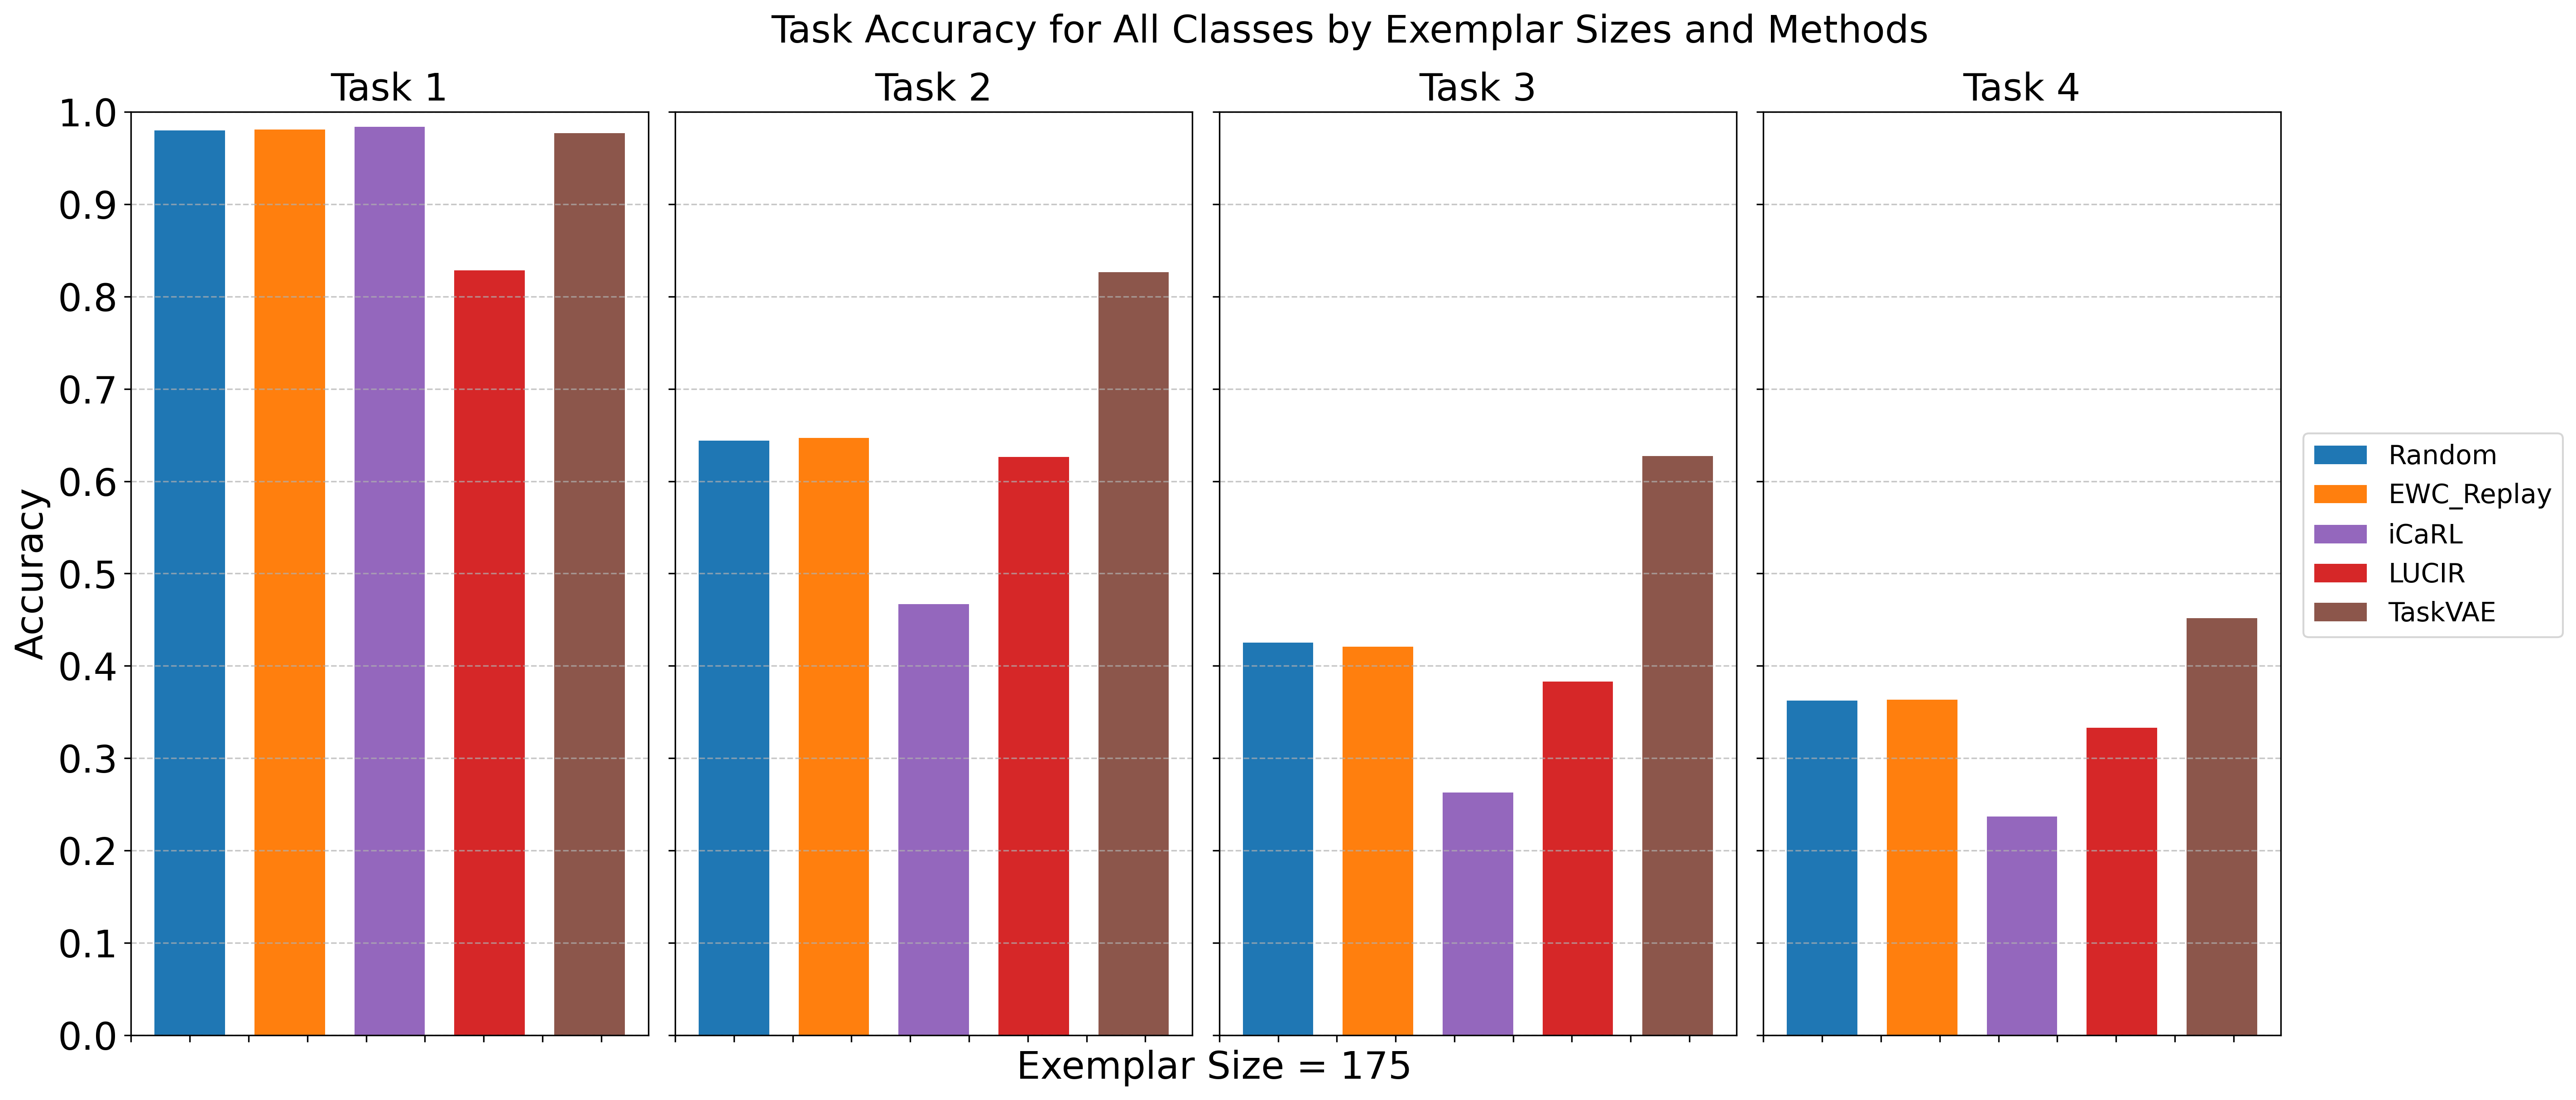 Task Accuracy for All Classes by Exemplar Sizes and Methods
Task 1
Task 2
Task 3
Task 4
1.0
0.9
0.8
0.7
0.6
0.5
0.4
0.3
0.2
0.1
0.0
Accuracy
Exemplar Size = 175
Random
EWC_Replay
iCaRL
LUCIR
TaskVAE